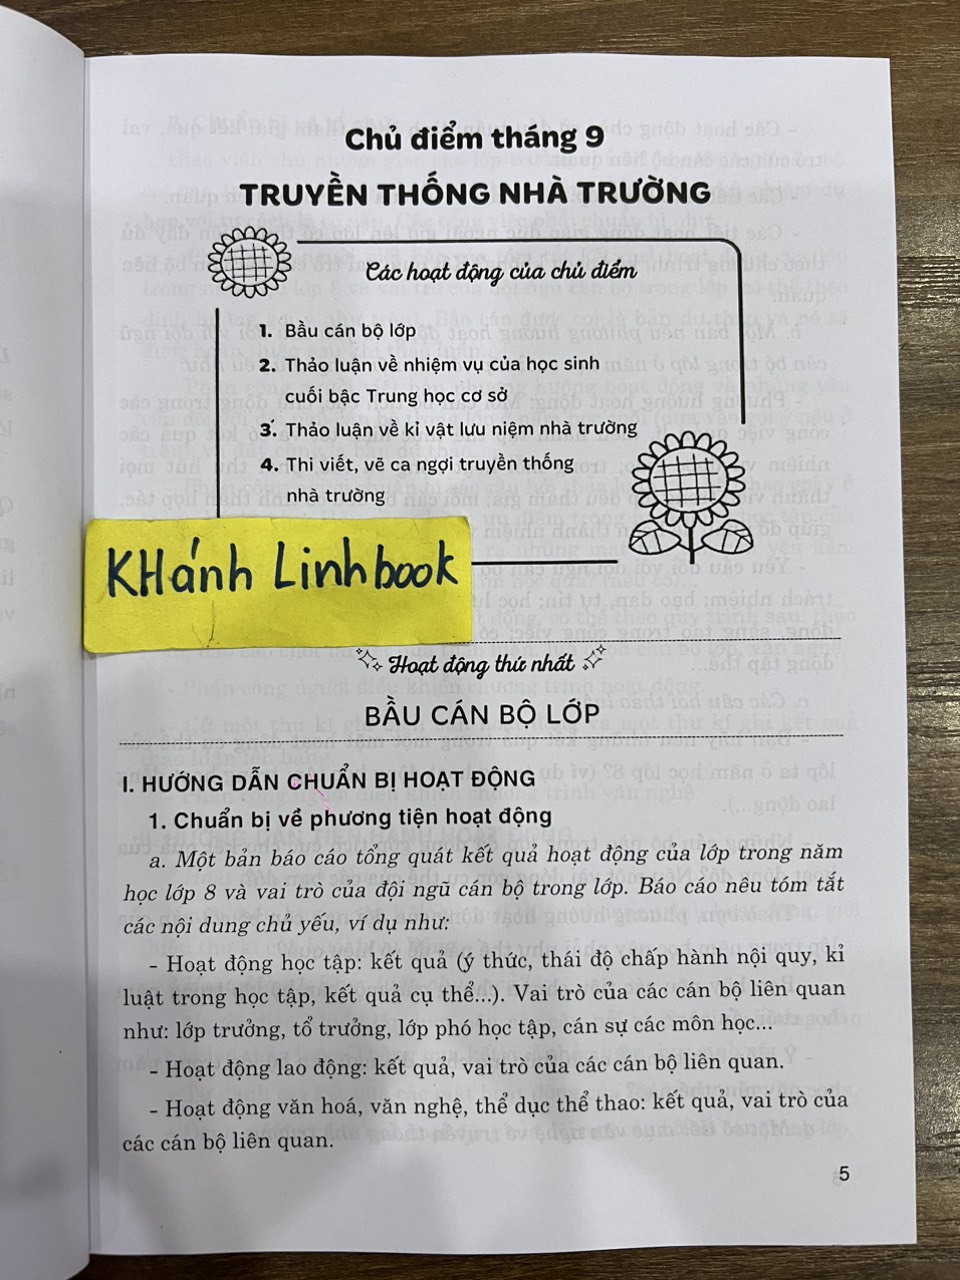 Chủ điểm tháng 9
TRUYỀN THỐNG NHÀ TRƯỜNG
Các hoạt động của chủ điểm
1. Bầu cán bộ lớp
2. Thảo luận về nhiệm vụ của học sinh
cuối bậc Trung học cơ sở
3. Thảo luận về kỉ vật lưu niệm nhà trường
4. Thi viết, vẽ ca ngợi truyền thống
nhà trường
KHánh Linhbook
Hoạt động thứ nhất
BẦU CÁN BỘ LỚP
I. HƯỚNG DẪN CHUẨN BỊ HOẠT ĐỘNG
1. Chuẩn bị về phương tiện hoạt động
a. Một bản báo cáo tổng quát kết quả hoạt động của lớp trong năm
học lớp 8 và vai trò của đội ngũ cán bộ trong lớp. Báo cáo nêu tóm tắt
các nội dung chủ yếu, ví dụ như:
- Hoạt động học tập: kết quả (ý thức, thái độ chấp hành nội quy, kỉ
luật trong học tập, kết quả cụ thể...). Vai trò của các cán bộ liên quan
như: lớp trưởng, tổ trưởng, lớp phó học tập, cán sự các môn học...
- Hoạt động lao động: kết quả, vai trò của các cán bộ liên quan.
- Hoạt động văn hoá, văn nghệ, thể dục thể thao: kết quả, vai trò của
các cán bộ liên quan.
5